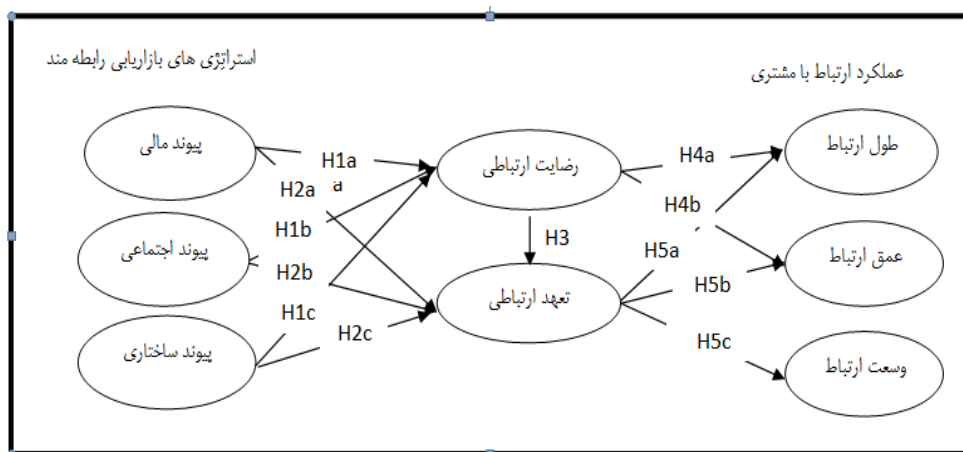 استراتژی های بازاریابی رابطه مند
عملکرد ارتباط با مشتری
پیوند مالی
رضایت ارتباطی
طول ارتباط
H1a
H4a
H2a
a
H4b
H1b
پیوند اجتماعی
H3
H5a
عمق ارتباط
H2b
تعهد ارتباطی
H5b
H1c
H2c
H5c
پیوند ساختاری
وسعت ارتباط